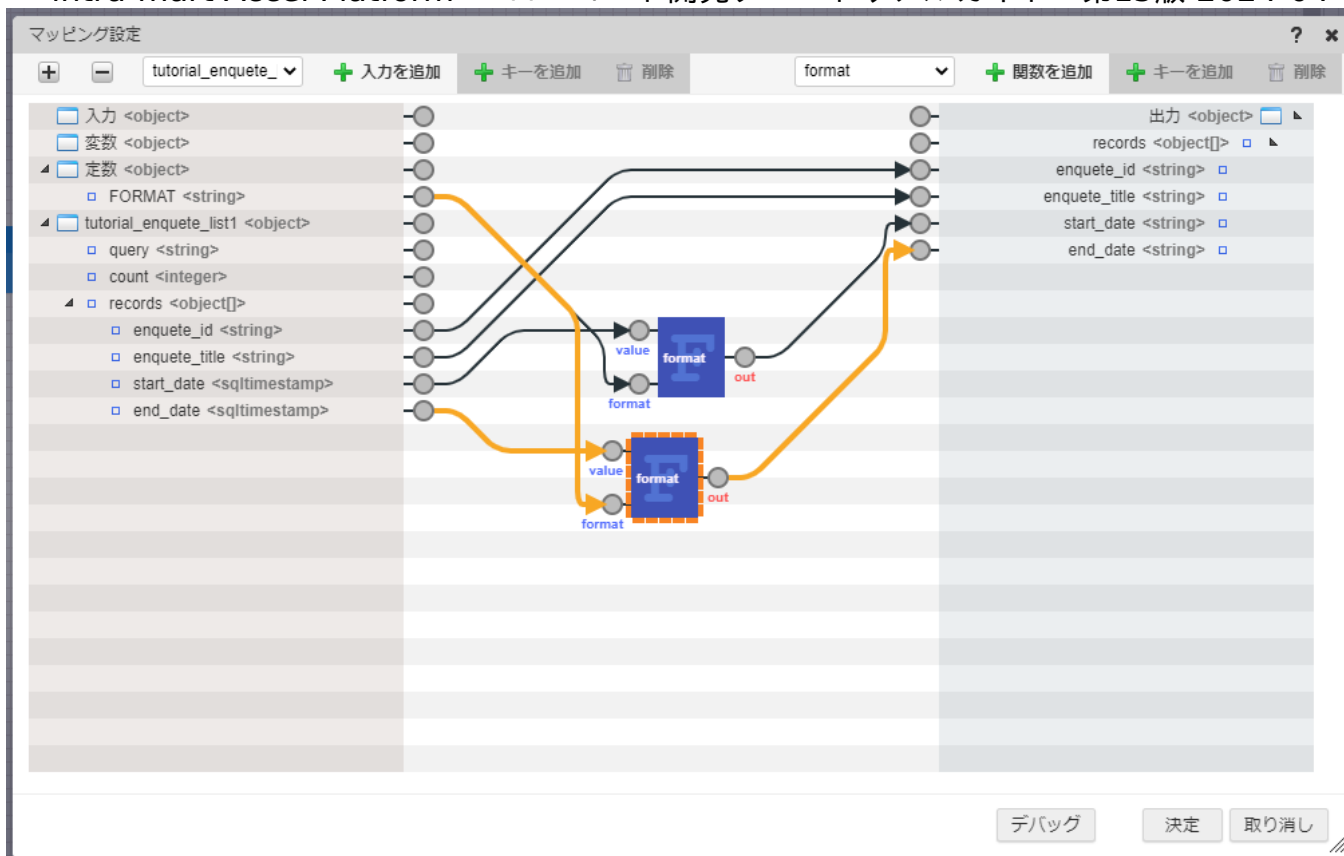 マッピング設定
? ×
tutorial_enquete_ 入力を追加 キーを追加 削除 format 関数を追加 キーを追加 削除
入力 <object> 出力 <object>
変数 <object> records <object[]>
定数 <object> enquete_id <string>
FORMAT <string> enquete_title <string>
tutorial_enquete_list1 <object> start_date <string>
query <string> end_date <string>
count <integer>
records <object[]>
enquete_id <string>
enquete_title <string>
start_date <sqltimestamp>
end_date <sqltimestamp>
value
format
out
format
value
format
out
format
デバッグ 決定 取り消し